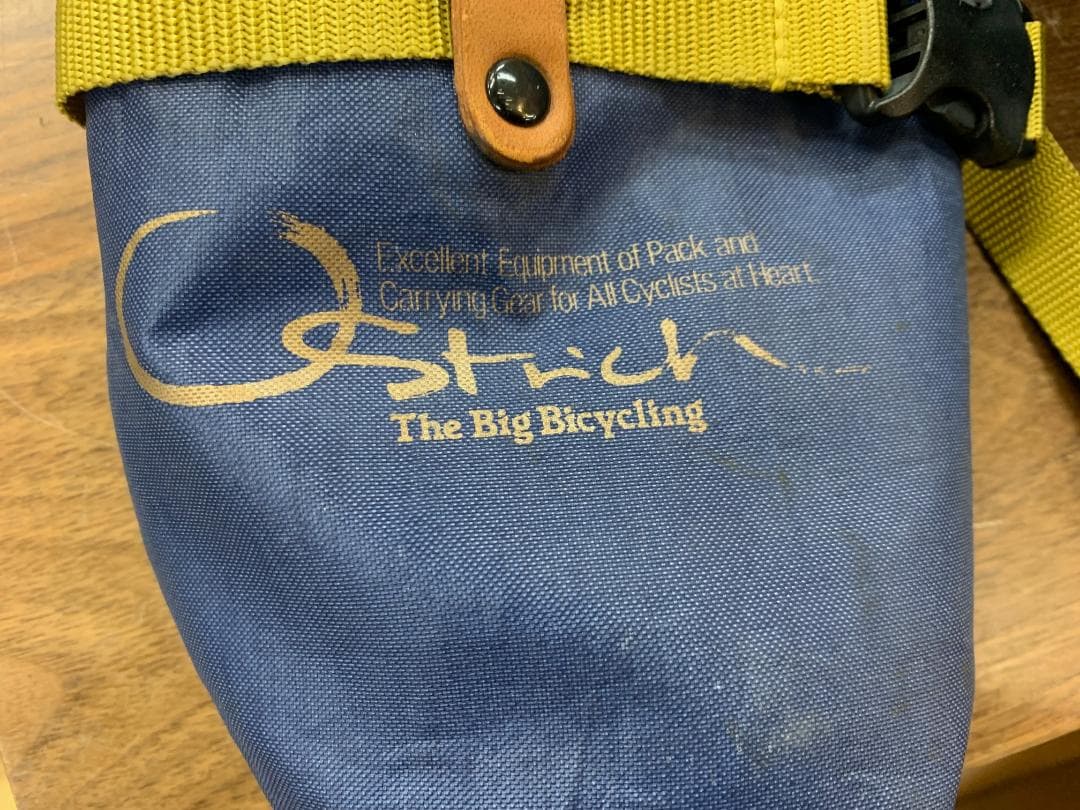 Excellent Equipment of Pack and
Carrying Gear for All Cyclists at Heart.
Ostrich
The Big Bicycling